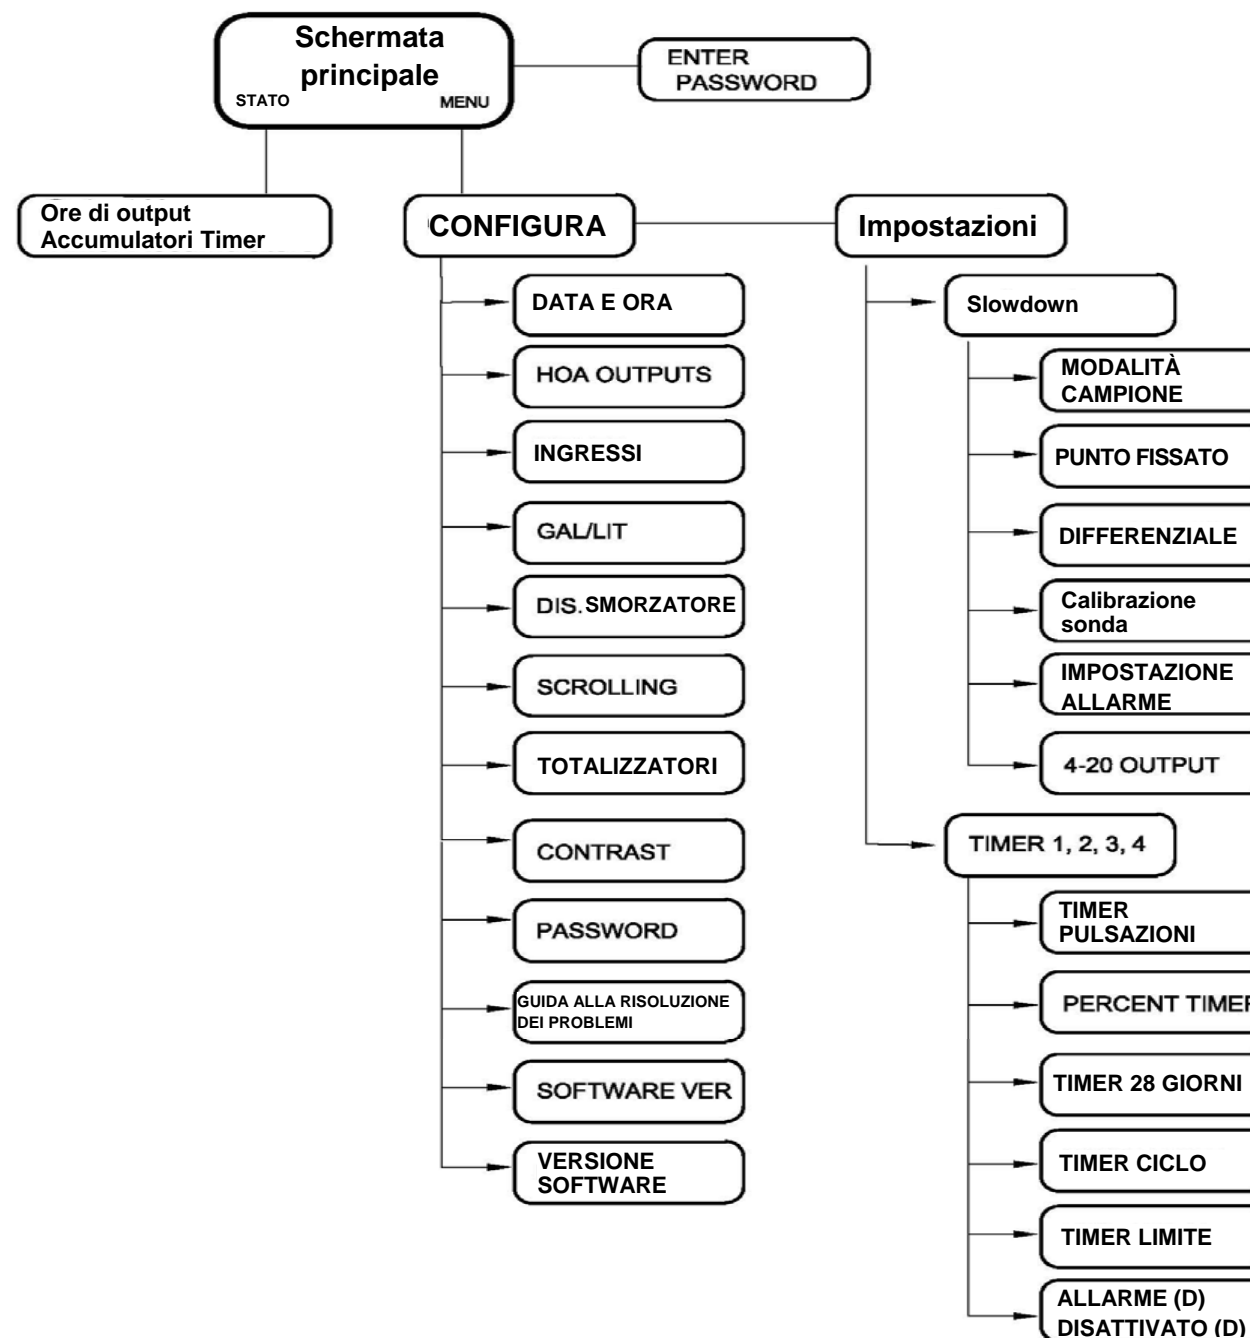 Schermata
principale
STATO
MENU
ENTER
PASSWORD
Ore di output
Accumulatori Timer
CONFIGURA
Impostazioni
DATA E ORA
HOA OUTPUTS
INGRESSI
GAL/LIT
DIS. SMORZATORE
SCROLLING
TOTALIZZATORI
CONTRAST
PASSWORD
GUIDA ALLA RISOLUZIONE
DEI PROBLEMI
SOFTWARE VER
VERSIONE
SOFTWARE
Slowdown
MODALITÀ
CAMPIONE
PUNTO FISSATO
DIFFERENZIALE
Calibrazione
sonda
IMPOSTAZIONE
ALLARME
4-20 OUTPUT
TIMER 1, 2, 3, 4
TIMER
PULSAZIONI
PERCENT TIMER
TIMER 28 GIORNI
TIMER CICLO
TIMER LIMITE
ALLARME (D)
DISATTIVATO (D)